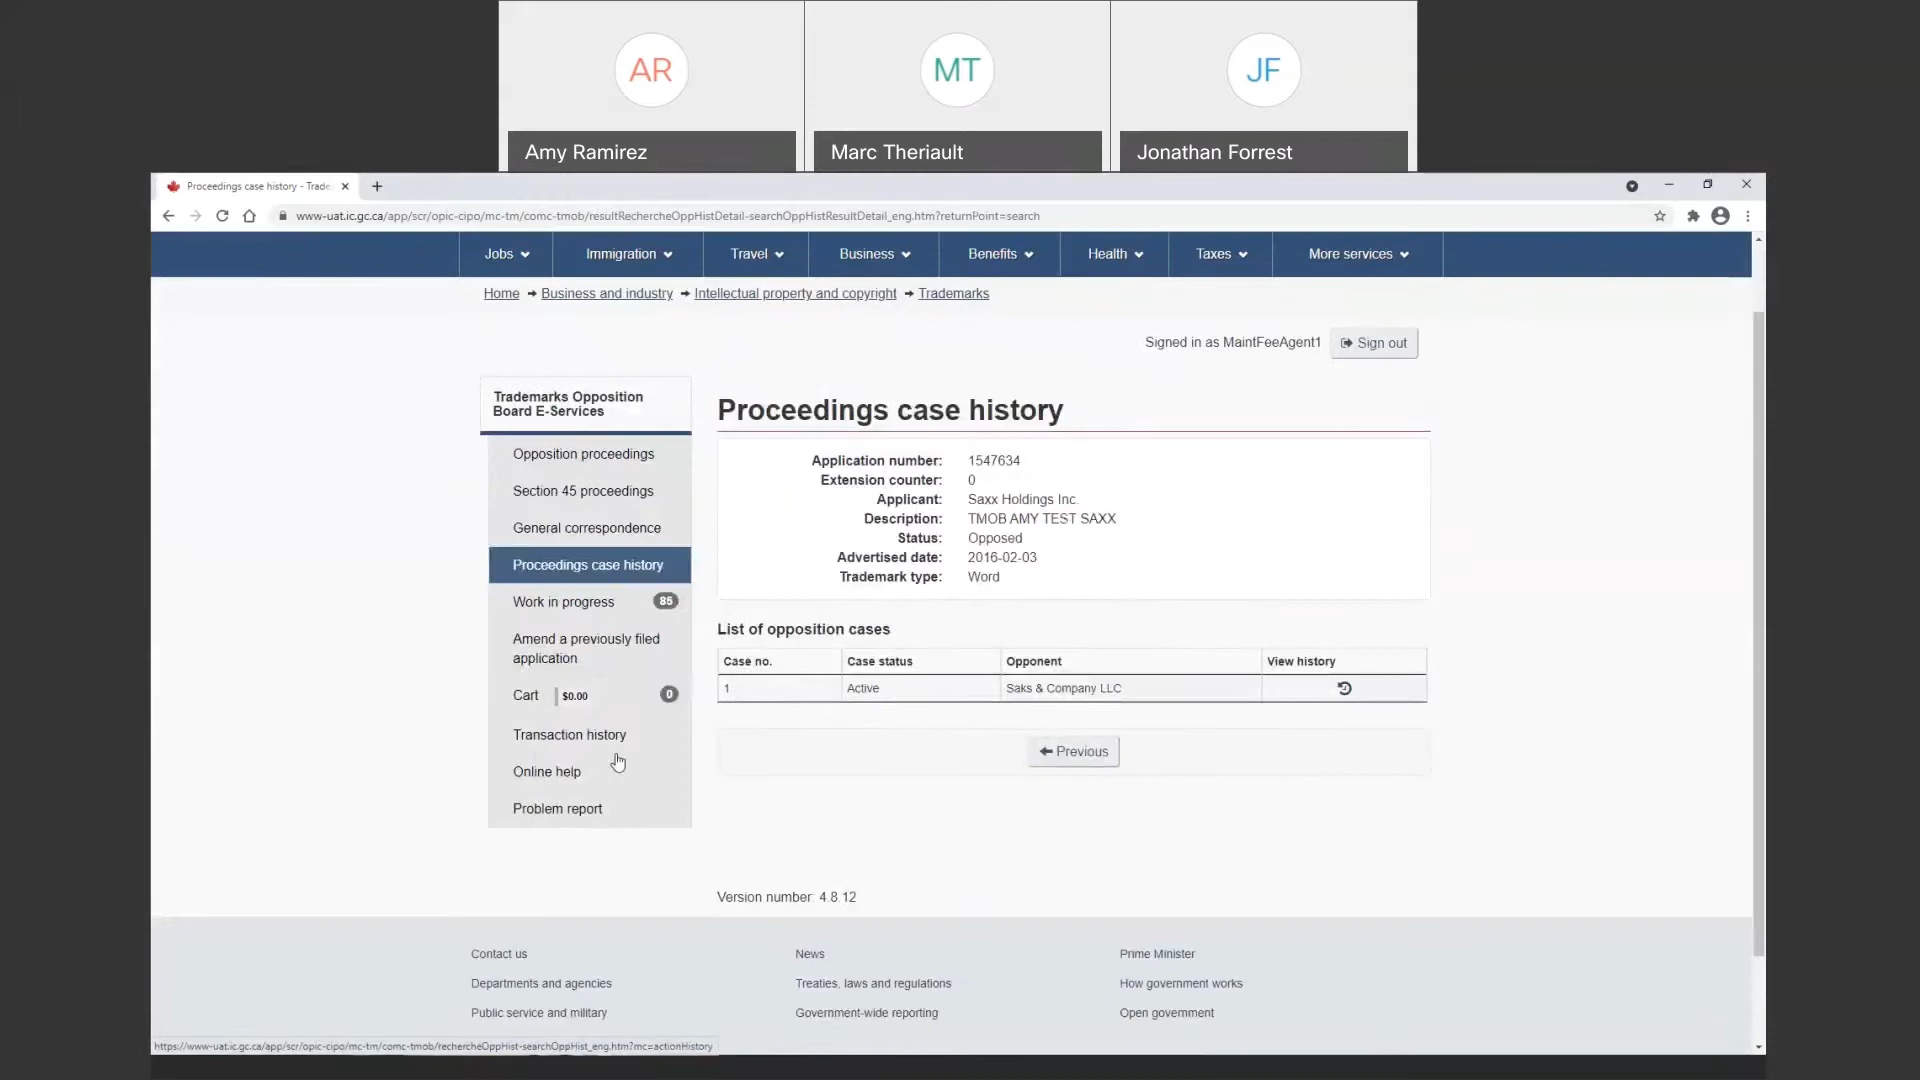 AR
MT
JF
Amy Ramirez
Marc Theriault
Jonathan Forrest
Proceedings case history - Trade
www-uat.ic.gc.ca/app/scr/opic-cipo/mc-tm/comc-tmob/resultRechercheOppHistDetail-searchOppHistResultDetail_eng.htm?returnPoint=search
Jobs Immigration Travel Business Benefits Health Taxes More services
Home → Business and industry → Intellectual property and copyright → Trademarks
Signed in as MaintFeeAgent1 Sign out
Trademarks Opposition
Board E-Services
Opposition proceedings
Section 45 proceedings
General correspondence
Proceedings case history
Work in progress 85
Amend a previously filed
application
Cart $0.00 0
Transaction history
Online help
Problem report
Proceedings case history
Application number: 1547634
Extension counter: 0
Applicant: Saxx Holdings Inc.
Description: TMOB AMY TEST SAXX
Status: Opposed
Advertised date: 2016-02-03
Trademark type: Word
List of opposition cases
Case no. Case status Opponent View history
1 Active Saks & Company LLC
Previous
Version number: 4.8.12
Contact us News Prime Minister
Departments and agencies Treaties, laws and regulations How government works
Public service and military Government-wide reporting Open government
https://www-uat.ic.gc.ca/app/scr/opic-cipo/mc-tm/comc-tmob/rechercheOppHist-searchOppHist_eng.htm?mc=actionHistory